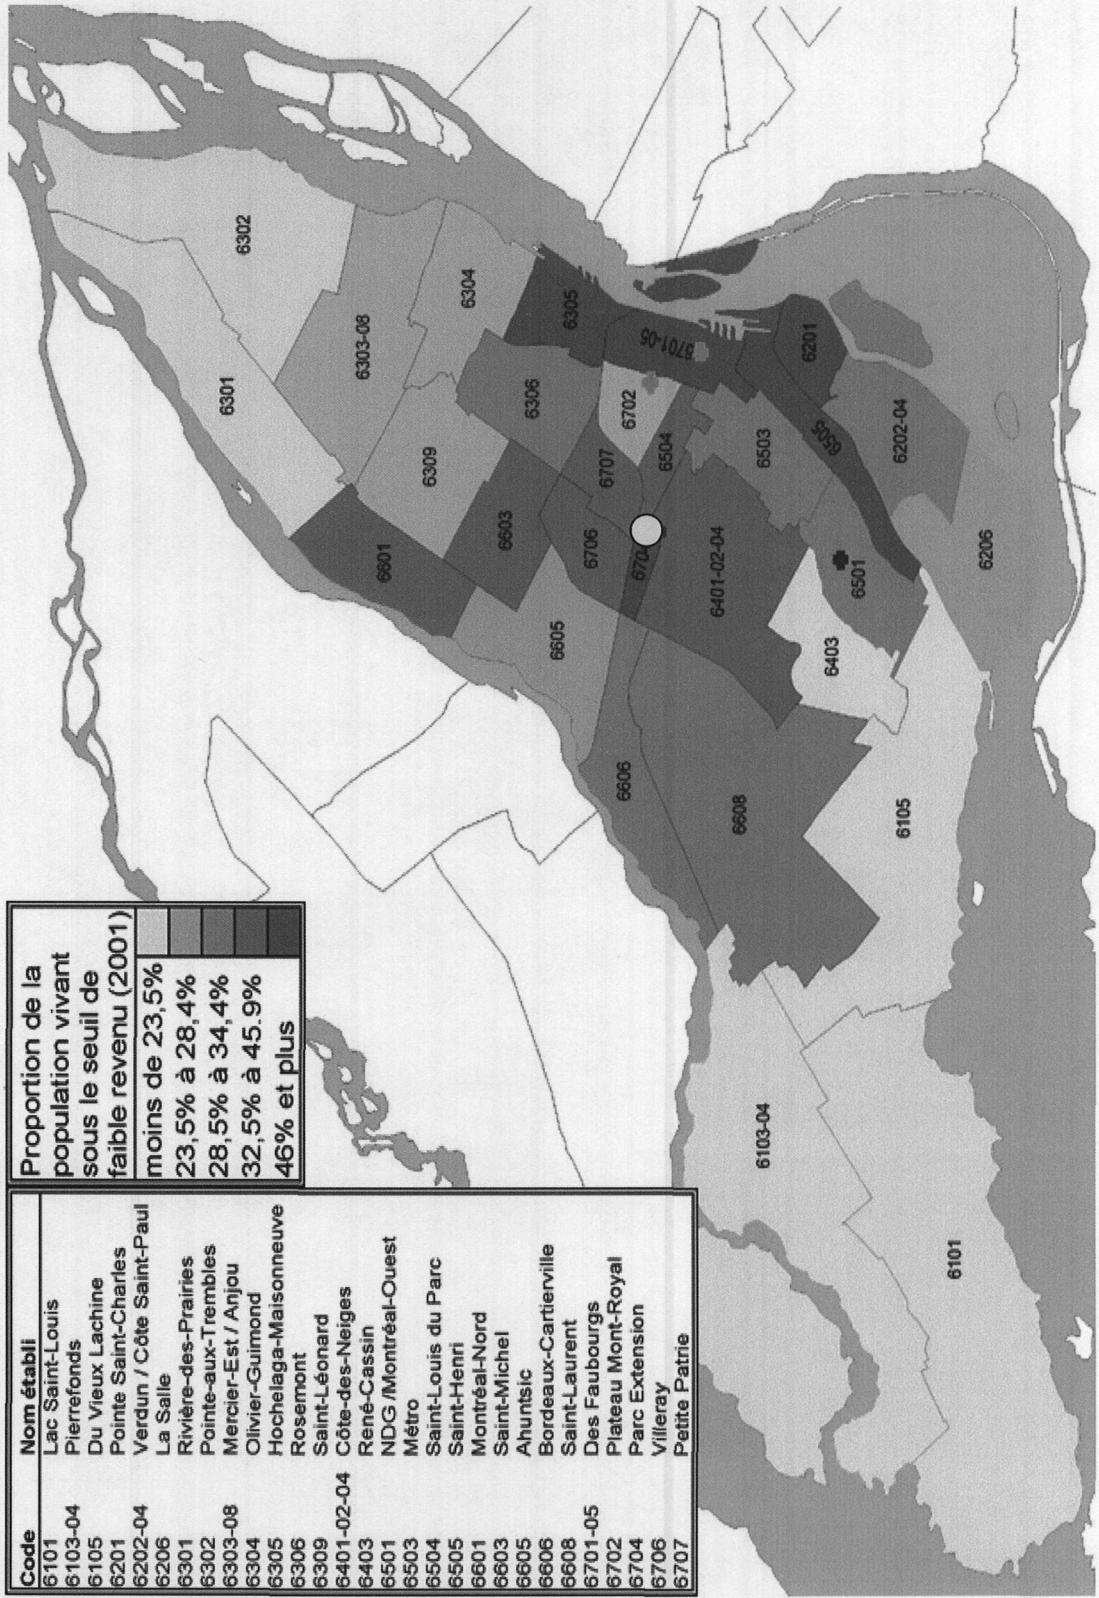 Code Nom établi
6101 Lac Saint-Louis
6103-04 Pierrefonds
6105 Du Vieux Lachine
6201 Pointe Saint-Charles
6202-04 Verdun / Côte Saint-Paul
6206 La Salle
6301 Rivière-des-Prairies
6302 Pointe-aux-Trembles
6303-08 Mercier-Est / Anjou
6304 Olivier-Guimond
6305 Hochelaga-Maisonneuve
6306 Rosemont
6309 Saint-Léonard
6401-02-04 Côte-des-Neiges
6403 René-Cassin
6501 NDG /Montréal-Ouest
6503 Métro
6504 Saint-Louis du Parc
6505 Saint-Henri
6601 Montréal-Nord
6603 Saint-Michel
6605 Ahuntsic
6606 Bordeaux-Cartierville
6608 Saint-Laurent
6701-05 Des Faubourgs
6702 Plateau Mont-Royal
6704 Parc Extension
6706 Villeray
6707 Petite Patrie
Proportion de la
population vivant
sous le seuil de
faible revenu (2001)
moins de 23,5%
23,5% à 28,4%
28,5% à 34,4%
32,5% à 45.9%
46% et plus
6302
6301
6303-08
6304
6305
6309
6306
6601
6603
6702
6701-05
6707
6504
6706
6704
6605
6201
6503
6505
6202-04
6401-02-04
6501
6206
6403
6606
6608
6105
6103-04
6101